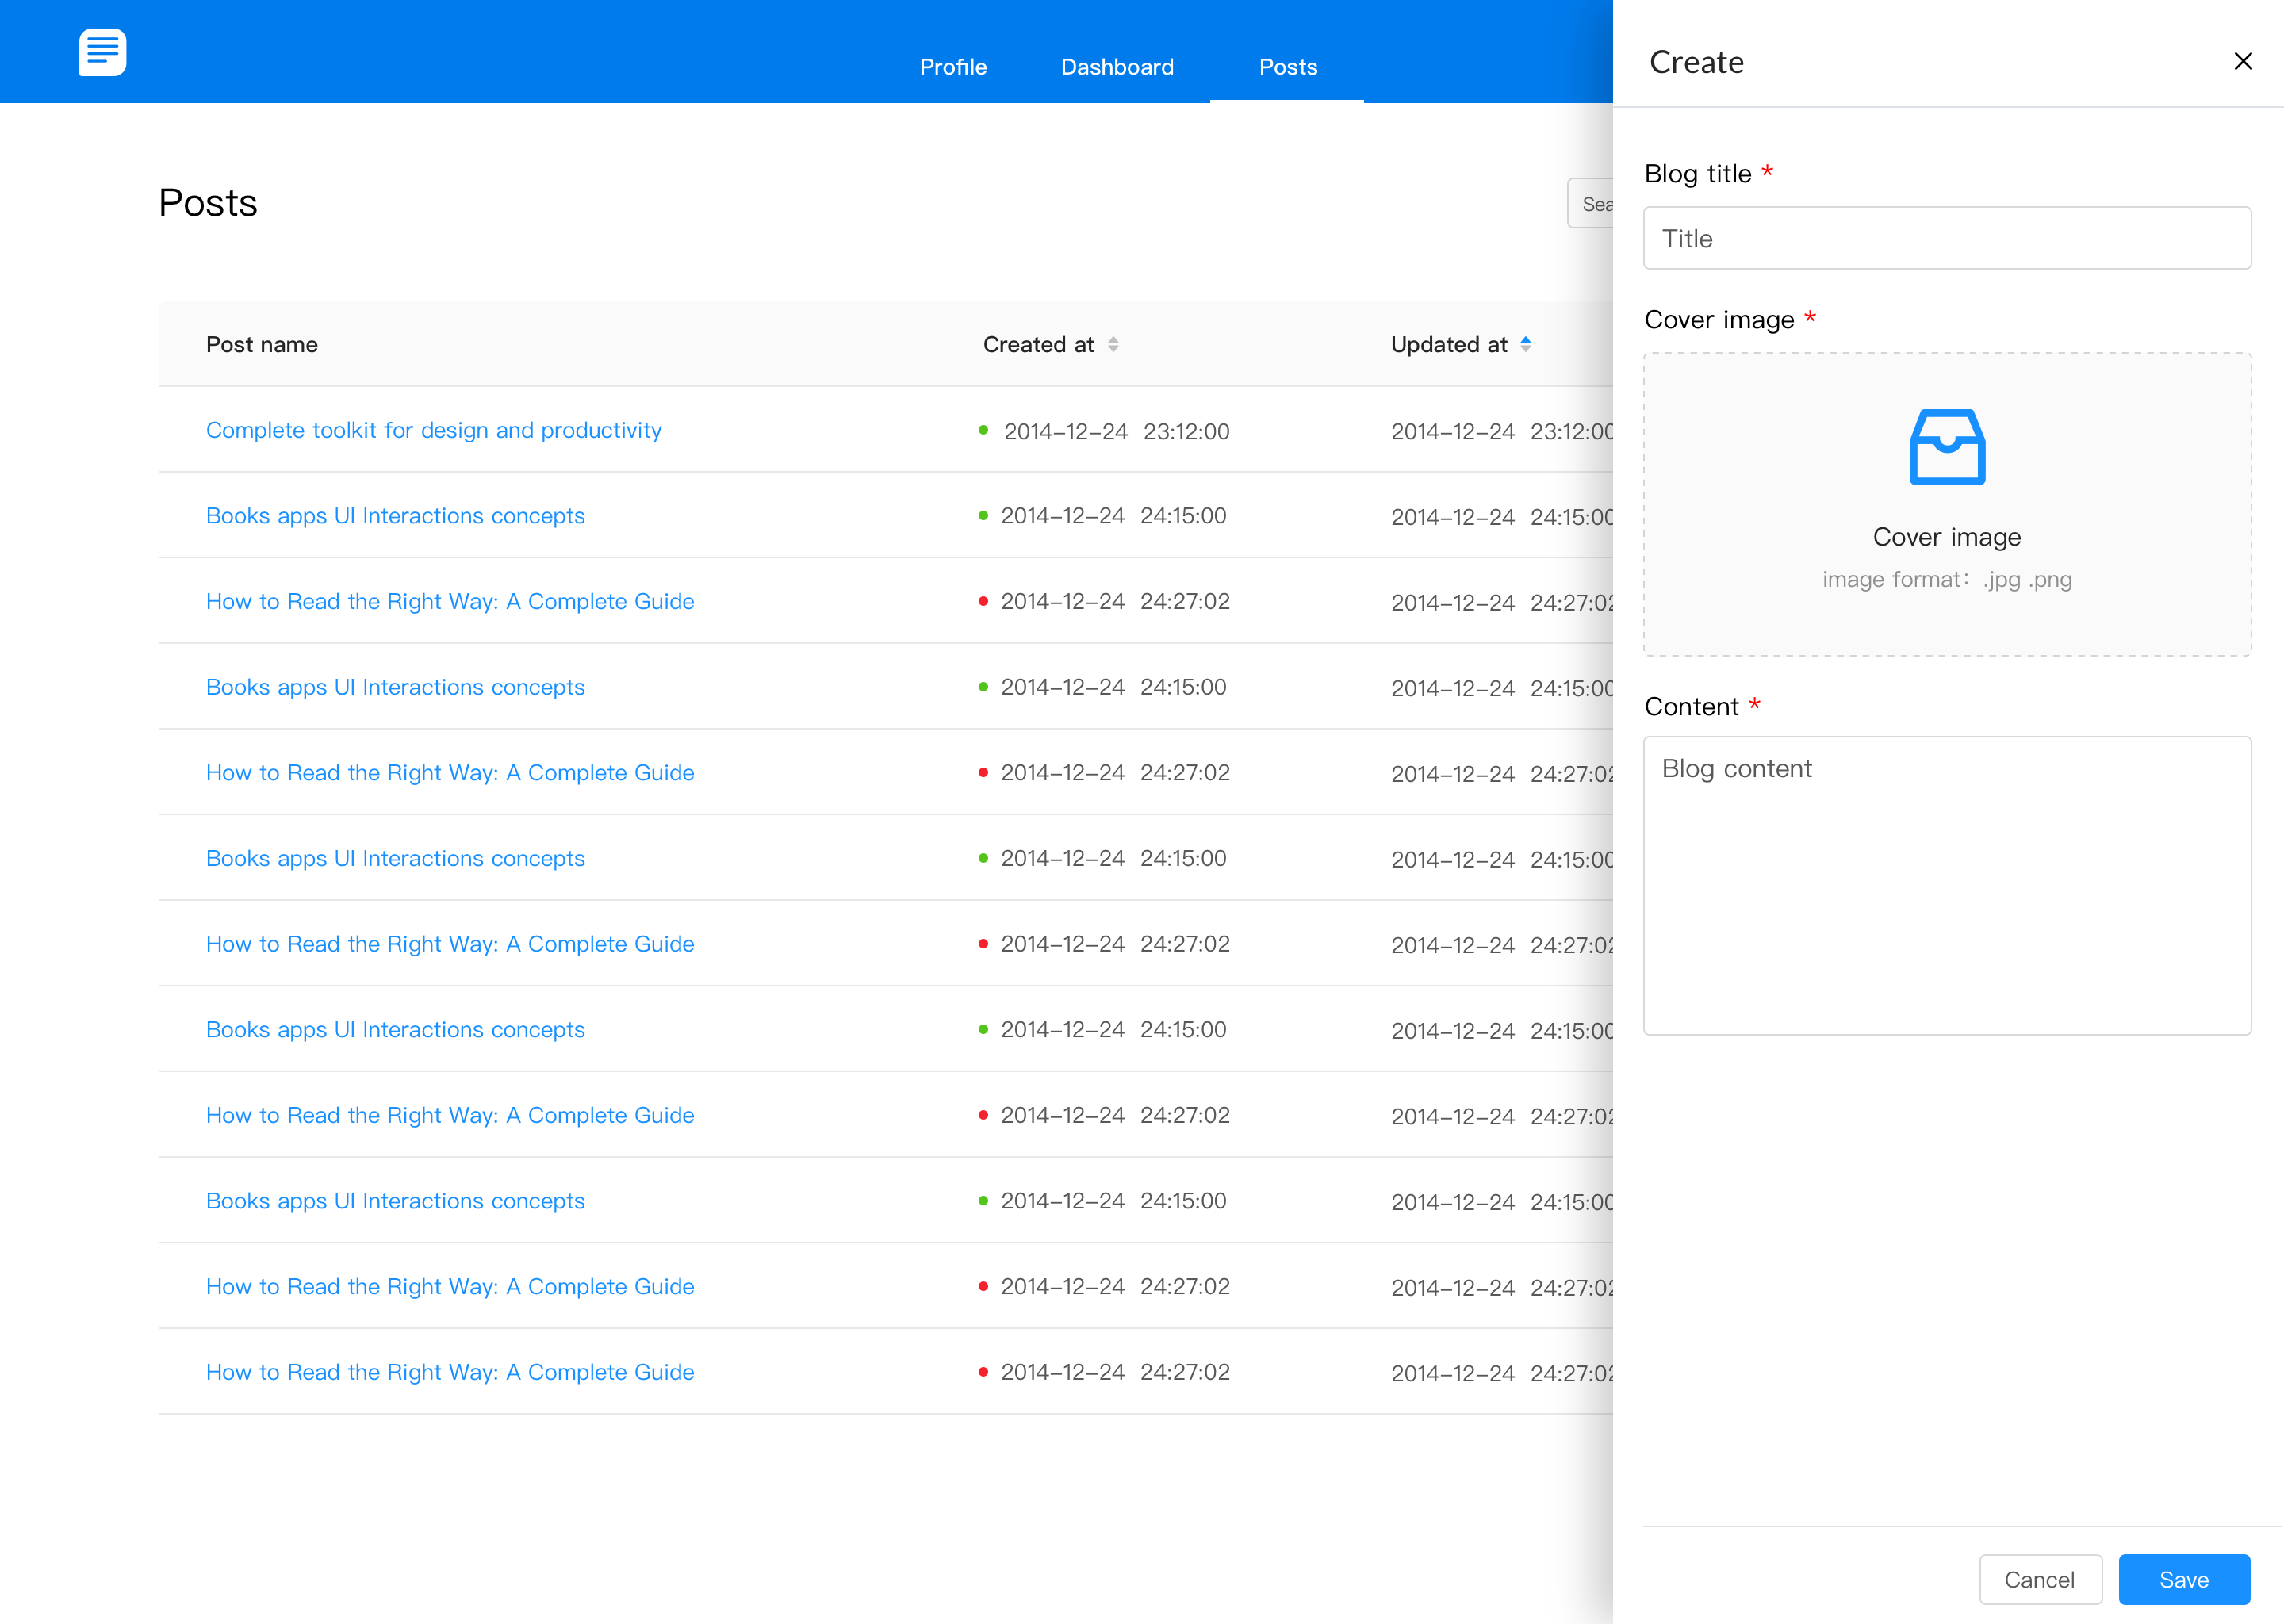 Profile Dashboard Posts
Posts
Post name Created at Updated at
Complete toolkit for design and productivity 2014–12–24 23:12:00 2014–12–24 23:12:00
Books apps UI Interactions concepts 2014–12–24 24:15:00 2014–12–24 24:15:00
How to Read the Right Way: A Complete Guide 2014–12–24 24:27:02 2014–12–24 24:27:02
Books apps UI Interactions concepts 2014–12–24 24:15:00 2014–12–24 24:15:00
How to Read the Right Way: A Complete Guide 2014–12–24 24:27:02 2014–12–24 24:27:02
Books apps UI Interactions concepts 2014–12–24 24:15:00 2014–12–24 24:15:00
How to Read the Right Way: A Complete Guide 2014–12–24 24:27:02 2014–12–24 24:27:02
Books apps UI Interactions concepts 2014–12–24 24:15:00 2014–12–24 24:15:00
How to Read the Right Way: A Complete Guide 2014–12–24 24:27:02 2014–12–24 24:27:02
Books apps UI Interactions concepts 2014–12–24 24:15:00 2014–12–24 24:15:00
How to Read the Right Way: A Complete Guide 2014–12–24 24:27:02 2014–12–24 24:27:02
How to Read the Right Way: A Complete Guide 2014–12–24 24:27:02 2014–12–24 24:27:02
Create
Blog title *
Title
Cover image *
Cover image
image format: .jpg .png
Content *
Blog content
Cancel Save